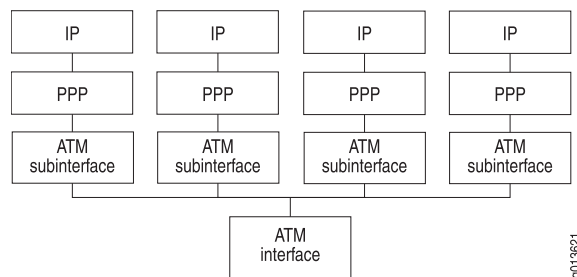 IP
IP
IP
IP
PPP
PPP
PPP
PPP
ATM
subinterface
ATM
subinterface
ATM
subinterface
ATM
subinterface
ATM
interface
g013621